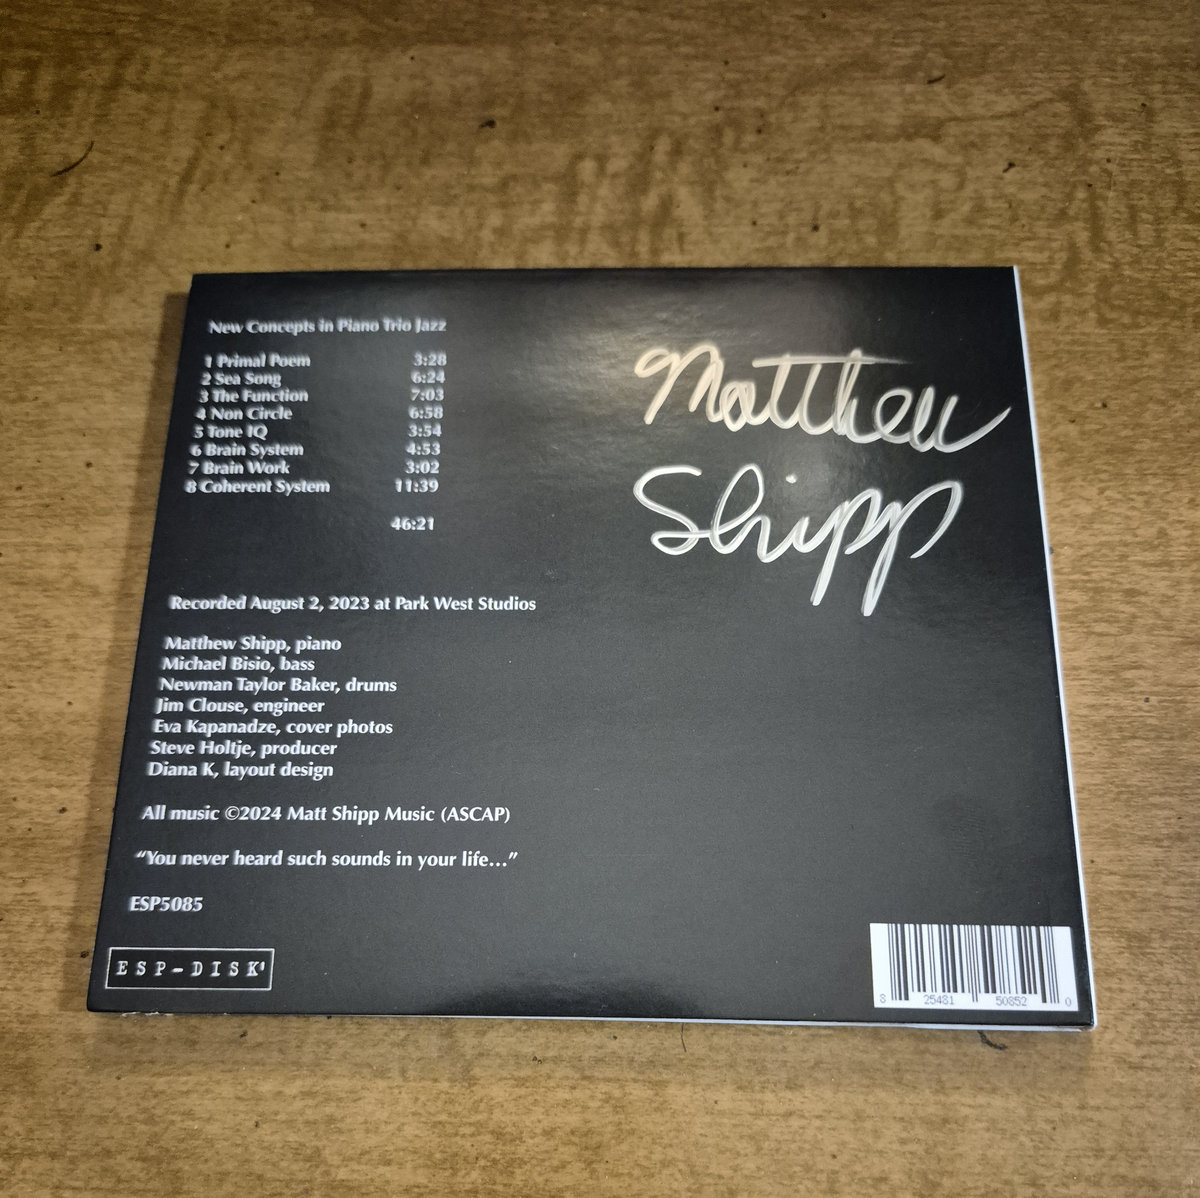 New Concepts in Piano Trio Jazz
1 Primal Poem 3:28
2 Sea Song 6:24
3 The Function 7:03
4 Non Circle 6:58
5 Tone IQ 3:54
6 Brain System 4:53
7 Brain Work 3:02
8 Coherent System 11:39
46:21
Matthew
Shipp
Recorded August 2, 2023 at Park West Studios
Matthew Shipp, piano
Michael Bisio, bass
Newman Taylor Baker, drums
Jim Clouse, engineer
Eva Kapanadze, cover photos
Steve Holtje, producer
Diana K, layout design
All music ©2024 Matt Shipp Music (ASCAP)
“You never heard such sounds in your life...”
ESP5085
ESP-DISK'
8 25481 50852 0